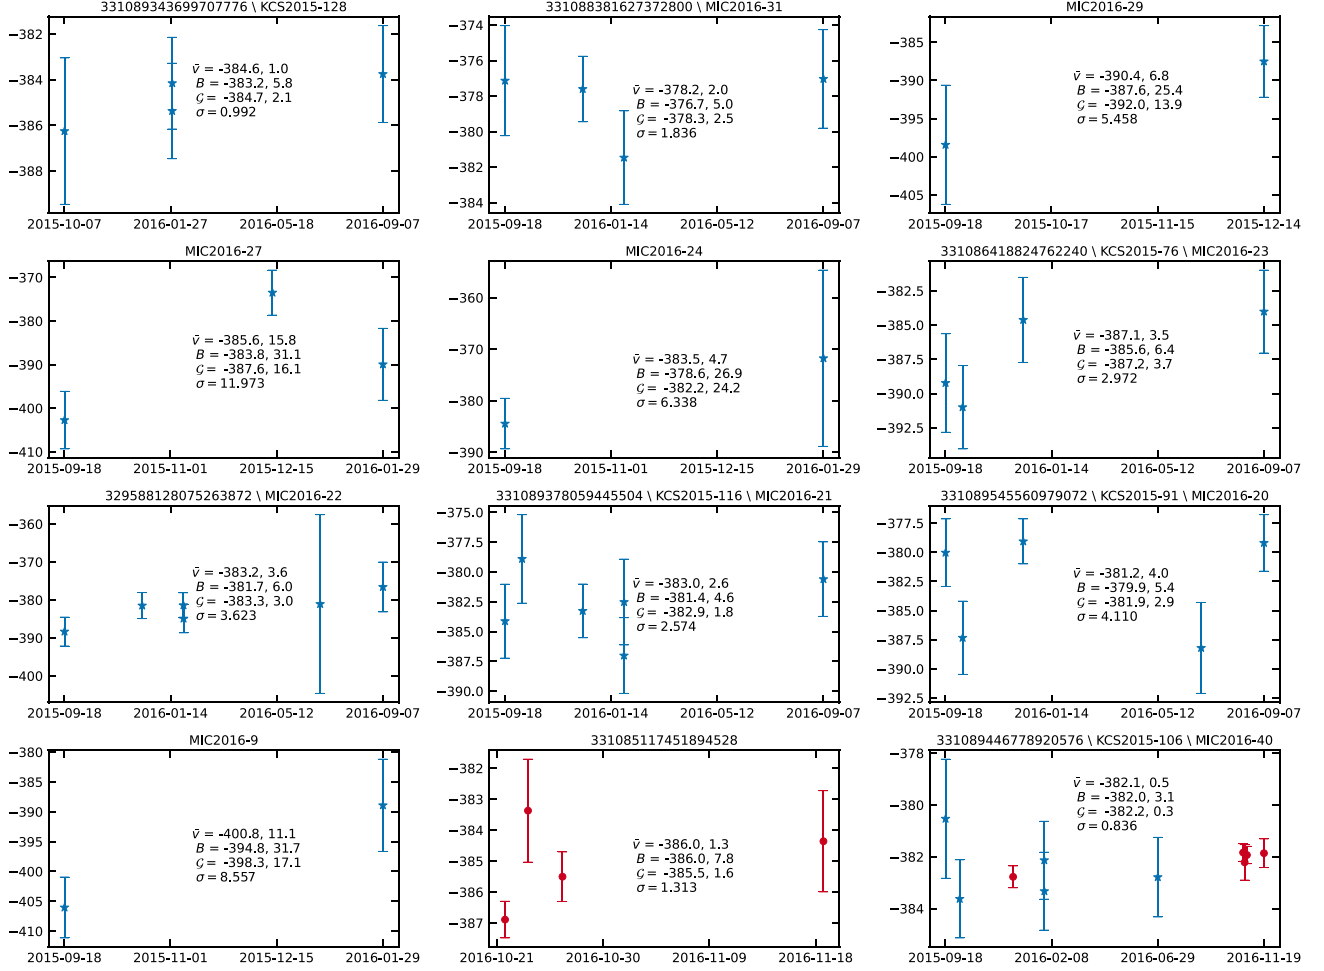 331089343699707776 \ KCS2015-128
−382
−384
−386
−388
v̄ = -384.6, 1.0
B = -383.2, 5.8
𝒢 = -384.7, 2.1
σ = 0.992
2015-10-07 2016-01-27 2016-05-18 2016-09-07
331088381627372800 \ MIC2016-31
−374
−376
−378
−380
−382
−384
v̄ = -378.2, 2.0
B = -376.7, 5.0
𝒢 = -378.3, 2.5
σ = 1.836
2015-09-18 2016-01-14 2016-05-12 2016-09-07
MIC2016-29
−385
−390
−395
−400
−405
v̄ = -390.4, 6.8
B = -387.6, 25.4
𝒢 = -392.0, 13.9
σ = 5.458
2015-09-18 2015-10-17 2015-11-15 2015-12-14
MIC2016-27
−370
−380
−390
−400
−410
v̄ = -385.6, 15.8
B = -383.8, 31.1
𝒢 = -387.6, 16.1
σ = 11.973
2015-09-18 2015-11-01 2015-12-15 2016-01-29
MIC2016-24
−360
−370
−380
−390
v̄ = -383.5, 4.7
B = -378.6, 26.9
𝒢 = -382.2, 24.2
σ = 6.338
2015-09-18 2015-11-01 2015-12-15 2016-01-29
331086418824762240 \ KCS2015-76 \ MIC2016-23
−382.5
−385.0
−387.5
−390.0
−392.5
v̄ = -387.1, 3.5
B = -385.6, 6.4
𝒢 = -387.2, 3.7
σ = 2.972
2015-09-18 2016-01-14 2016-05-12 2016-09-07
329588128075263872 \ MIC2016-22
−360
−370
−380
−390
−400
v̄ = -383.2, 3.6
B = -381.7, 6.0
𝒢 = -383.3, 3.0
σ = 3.623
2015-09-18 2016-01-14 2016-05-12 2016-09-07
331089378059445504 \ KCS2015-116 \ MIC2016-21
−375.0
−377.5
−380.0
−382.5
−385.0
−387.5
−390.0
v̄ = -383.0, 2.6
B = -381.4, 4.6
𝒢 = -382.9, 1.8
σ = 2.574
2015-09-18 2016-01-14 2016-05-12 2016-09-07
331089545560979072 \ KCS2015-91 \ MIC2016-20
−377.5
−380.0
−382.5
−385.0
−387.5
−390.0
−392.5
v̄ = -381.2, 4.0
B = -379.9, 5.4
𝒢 = -381.9, 2.9
σ = 4.110
2015-09-18 2016-01-14 2016-05-12 2016-09-07
MIC2016-9
−380
−385
−390
−395
−400
−405
−410
v̄ = -400.8, 11.1
B = -394.8, 31.7
𝒢 = -398.3, 17.1
σ = 8.557
2015-09-18 2015-11-01 2015-12-15 2016-01-29
331085117451894528
−382
−383
−384
−385
−386
−387
v̄ = -386.0, 1.3
B = -386.0, 7.8
𝒢 = -385.5, 1.6
σ = 1.313
2016-10-21 2016-10-30 2016-11-09 2016-11-18
331089446778920576 \ KCS2015-106 \ MIC2016-40
−378
−380
−382
−384
v̄ = -382.1, 0.5
B = -382.0, 3.1
𝒢 = -382.2, 0.3
σ = 0.836
2015-09-18 2016-02-08 2016-06-29 2016-11-19